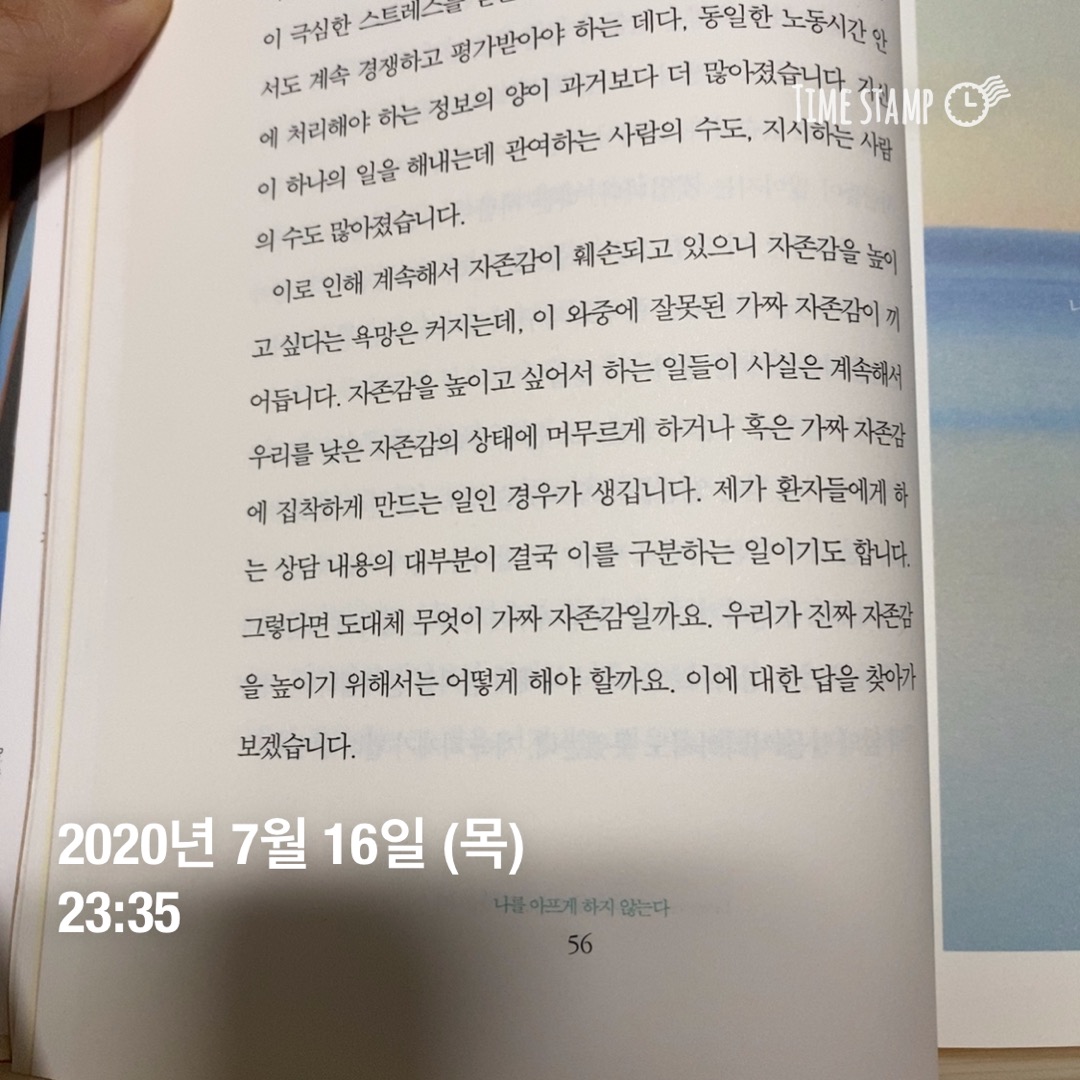 이 극심한 스트레스를
서도 계속 경쟁하고 평가받아야 하는 데다, 동일한 노동시간 안
에 처리해야 하는 정보의 양이 과거보다 더 많아졌습니다.
TIME STAMP
이 하나의 일을 해내는데 관여하는 사람의 수도, 지시하는 사람
의 수도 많아졌습니다.
이로 인해 계속해서 자존감이 훼손되고 있으니 자존감을 높이
고 싶다는 욕망은 커지는데, 이 와중에 잘못된 가짜 자존감이 끼
어듭니다. 자존감을 높이고 싶어서 하는 일들이 사실은 계속해서
우리를 낮은 자존감의 상태에 머무르게 하거나 혹은 가짜 자존감
에 집착하게 만드는 일인 경우가 생깁니다. 제가 환자들에게 하
는 상담 내용의 대부분이 결국 이를 구분하는 일이기도 합니다.
그렇다면 도대체 무엇이 가짜 자존감일까요. 우리가 진짜 자존감
을 높이기 위해서는 어떻게 해야 할까요. 이에 대한 답을 찾아가
보겠습니다.
2020년 7월 16일 (목)
23:35
나를 아프게 하지 않는다
56